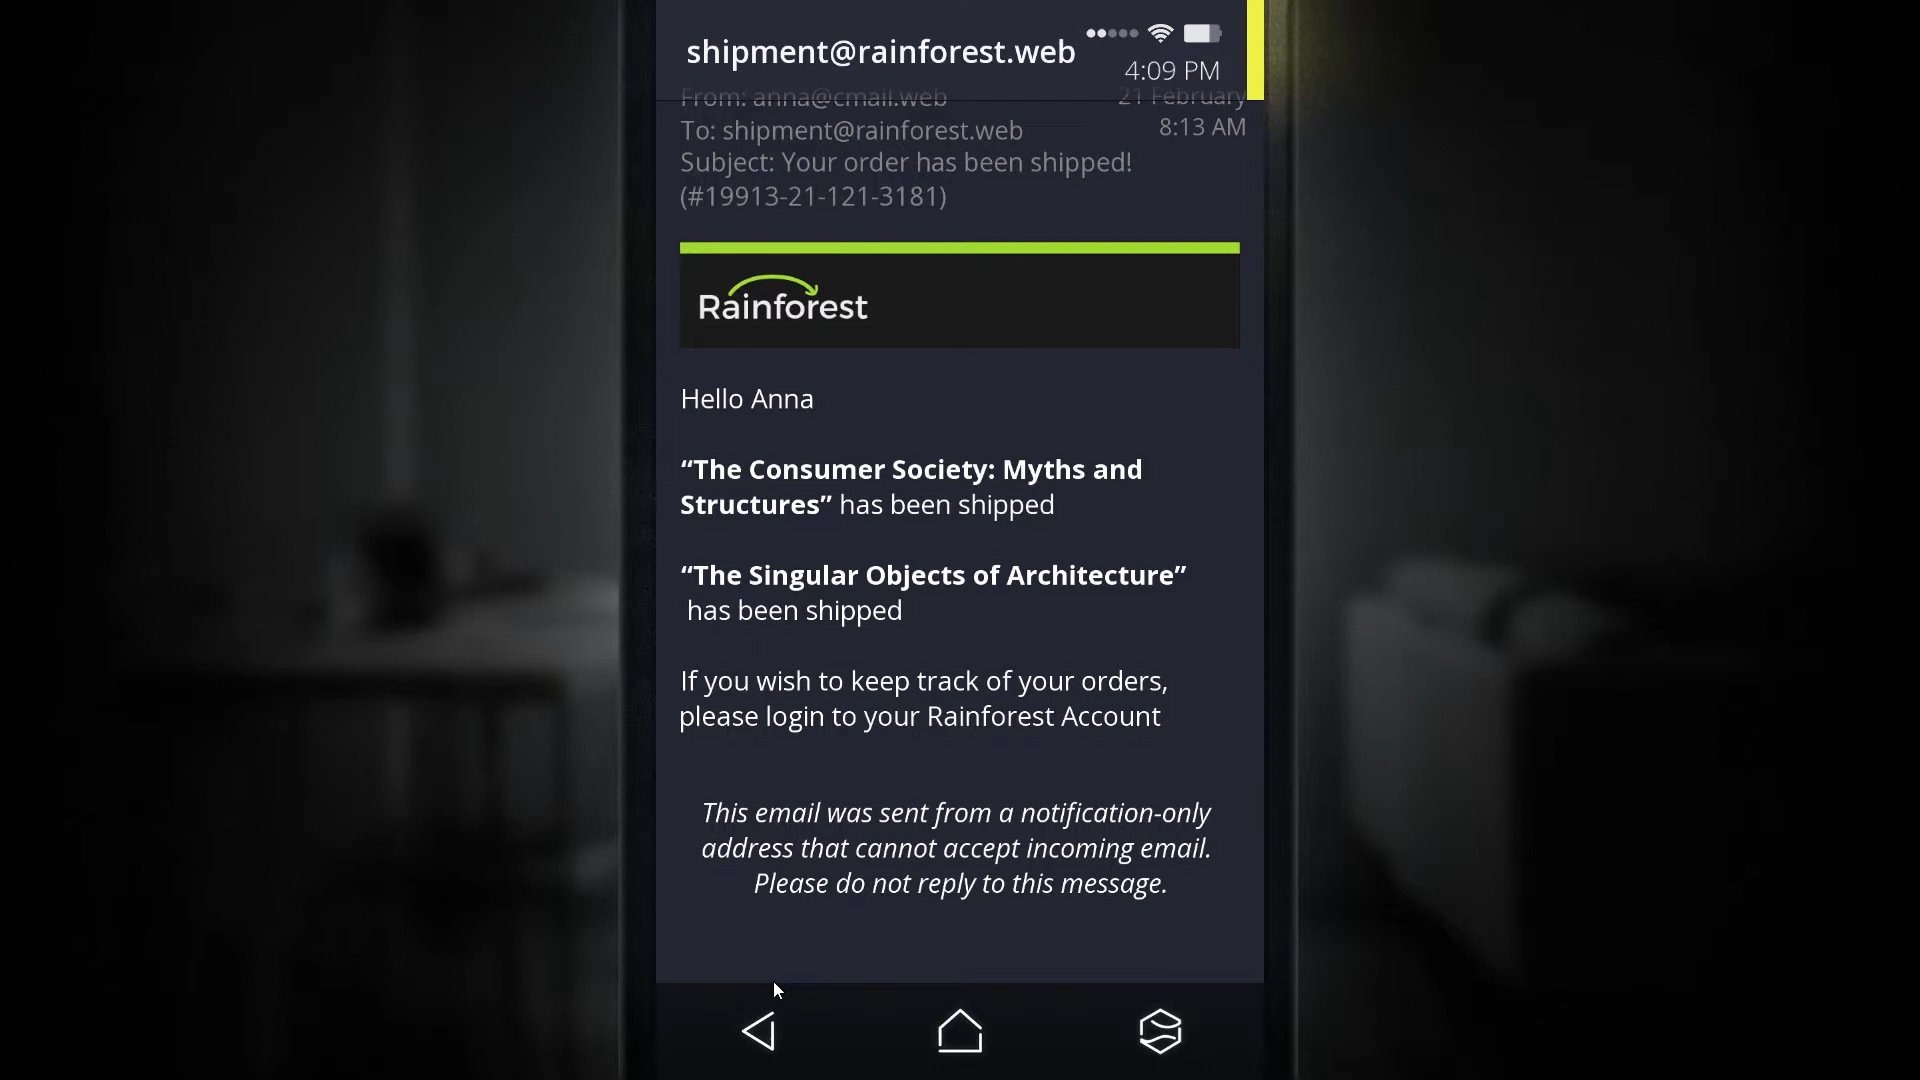 shipment@rainforest.web
4:09 PM
From: anna@cmail.web
21 February
To: shipment@rainforest.web
8:13 AM
Subject: Your order has been shipped!
(#19913-21-121-3181)
Rainforest
Hello Anna
“The Consumer Society: Myths and
Structures” has been shipped
“The Singular Objects of Architecture”
has been shipped
If you wish to keep track of your orders,
please login to your Rainforest Account
This email was sent from a notification-only
address that cannot accept incoming email.
Please do not reply to this message.